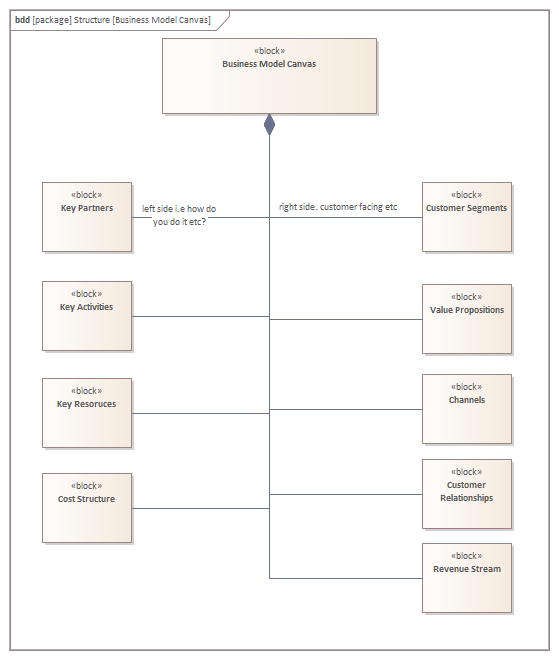 bdd [package] Structure [Business Model Canvas]
«block»
Business Model Canvas
«block»
Key Partners
left side i.e how do
you do it etc?
right side. customer facing etc
«block»
Customer Segments
«block»
Key Activities
«block»
Value Propositions
«block»
Key Resoruces
«block»
Channels
«block»
Cost Structure
«block»
Customer
Relationships
«block»
Revenue Stream